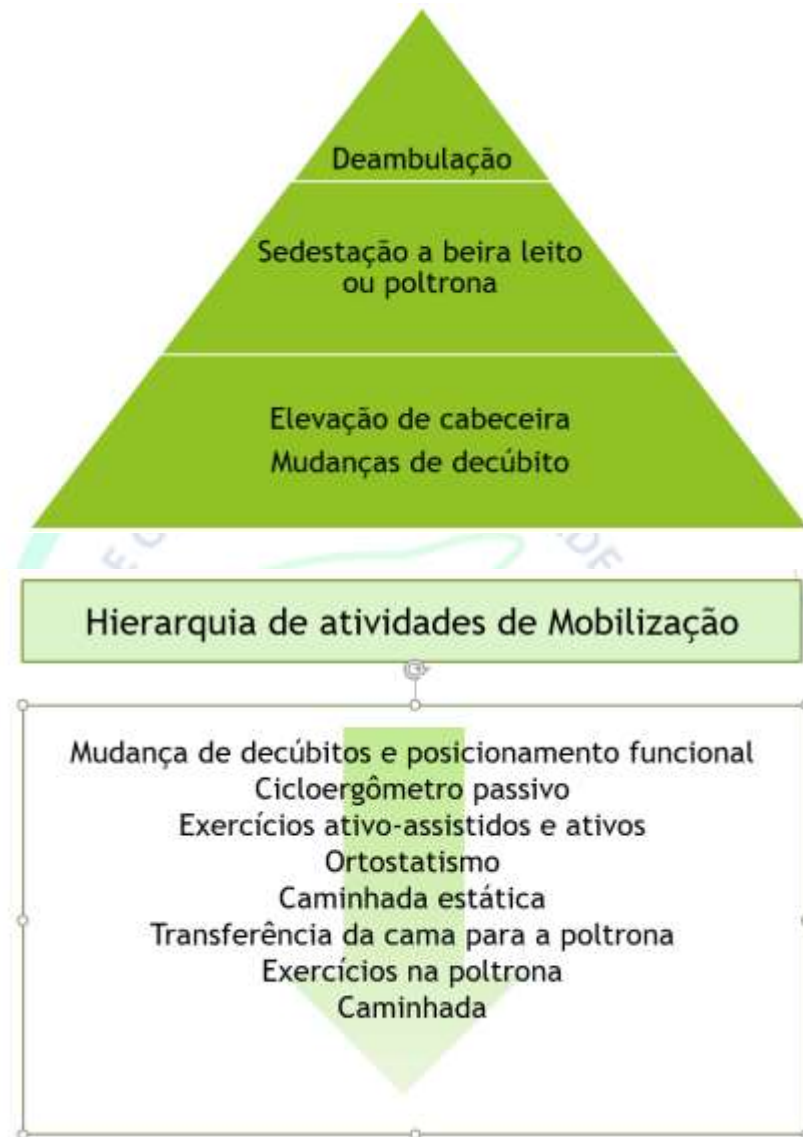 Deambulação
Sedestação a beira leito
ou poltrona
Elevação de cabeceira
Mudanças de decúbito
Hierarquia de atividades de Mobilização
Mudança de decúbitos e posicionamento funcional
Cicloergômetro passivo
Exercícios ativo-assistidos e ativos
Ortostatismo
Caminhada estática
Transferência da cama para a poltrona
Exercícios na poltrona
Caminhada